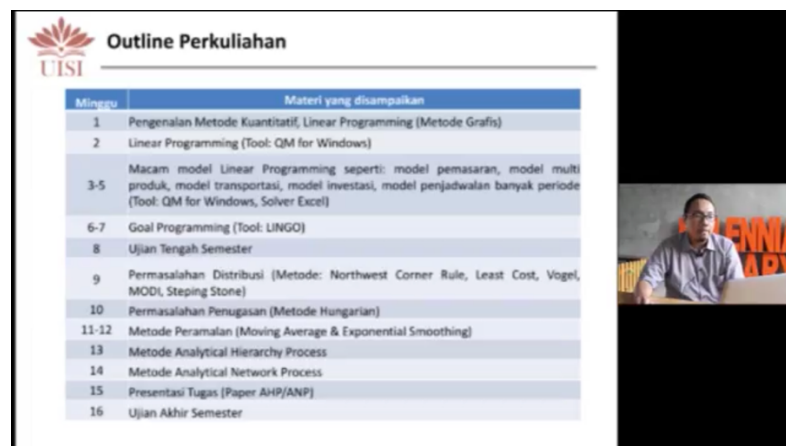 UISI
Outline Perkuliahan
Minggu Materi yang disampaikan
1 Pengenalan Metode Kuantitatif, Linear Programming (Metode Grafis)
2 Linear Programming (Tool: QM for Windows)
3-5 Macam model Linear Programming seperti: model pemasaran, model multi
produk, model transportasi, model investasi, model penjadwalan banyak periode
(Tool: QM for Windows, Solver Excel)
6-7 Goal Programming (Tool: LINGO)
8 Ujian Tengah Semester
9 Permasalahan Distribusi (Metode: Northwest Corner Rule, Least Cost, Vogel,
MODI, Steping Stone)
10 Permasalahan Penugasan (Metode Hungarian)
11-12 Metode Peramalan (Moving Average & Exponential Smoothing)
13 Metode Analytical Hierarchy Process
14 Metode Analytical Network Process
15 Presentasi Tugas (Paper AHP/ANP)
16 Ujian Akhir Semester